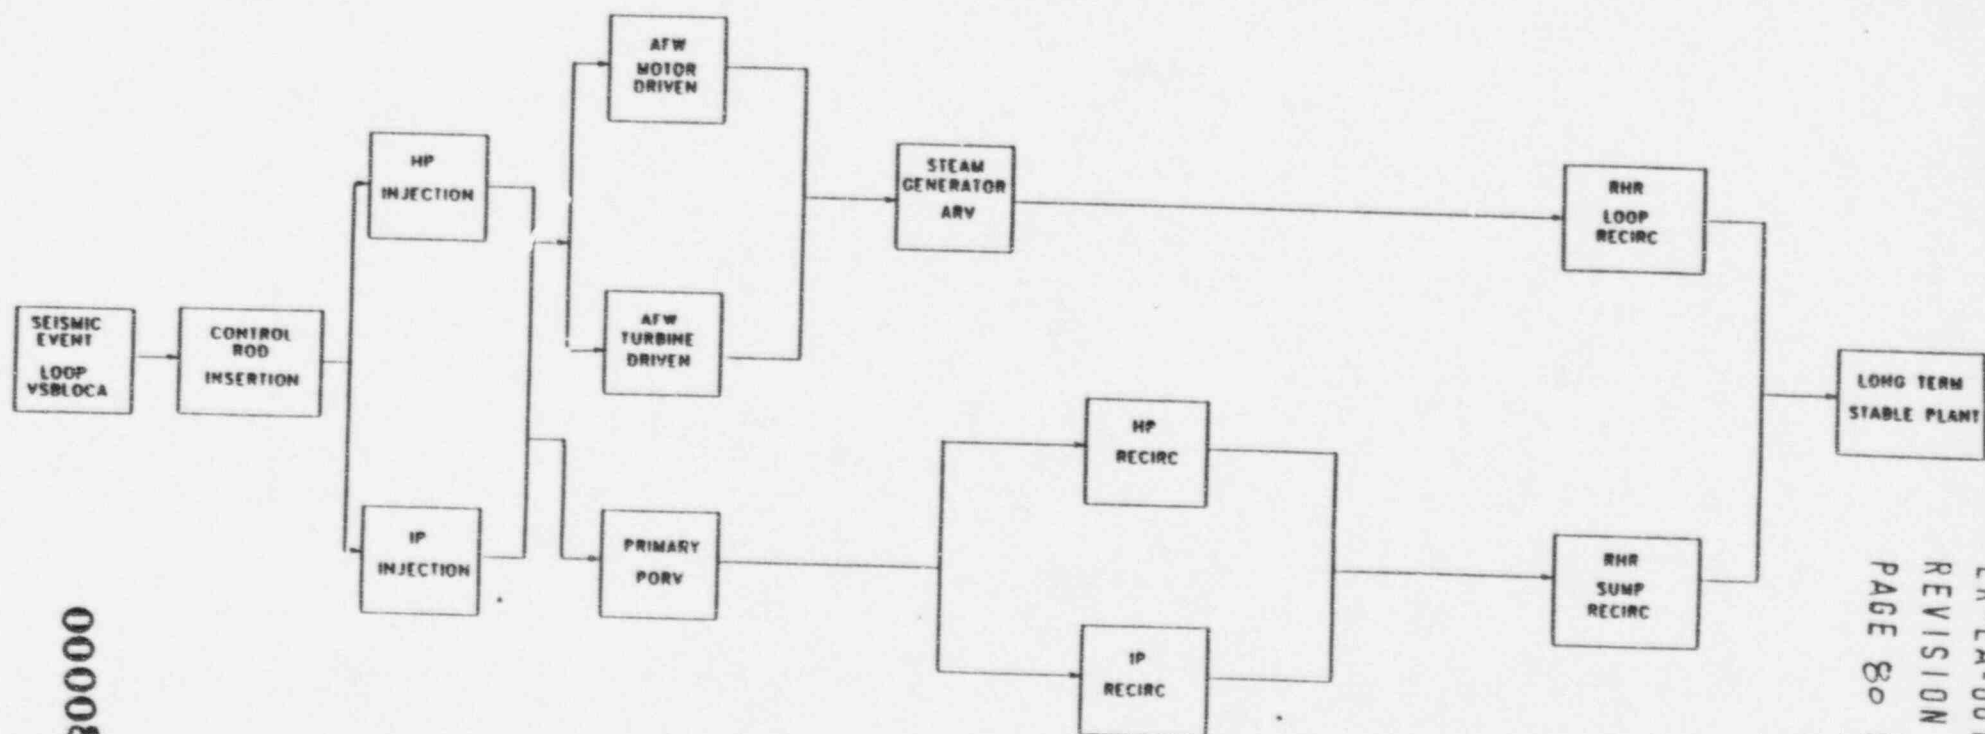 AFW
MOTOR
DRIVEN
HP
INJECTION
STEAM
GENERATOR
ARV
RHR
LOOP
RECIRC
SEISMIC
EVENT
LOOP
VSBLOCA
CONTROL
ROD
INSERTION
AFW
TURBINE
DRIVEN
LONG TERM
STABLE PLANT
HP
RECIRC
IP
INJECTION
PRIMARY
PORV
RHR
SUMP
RECIRC
IP
RECIRC
REVISION
PAGE 80